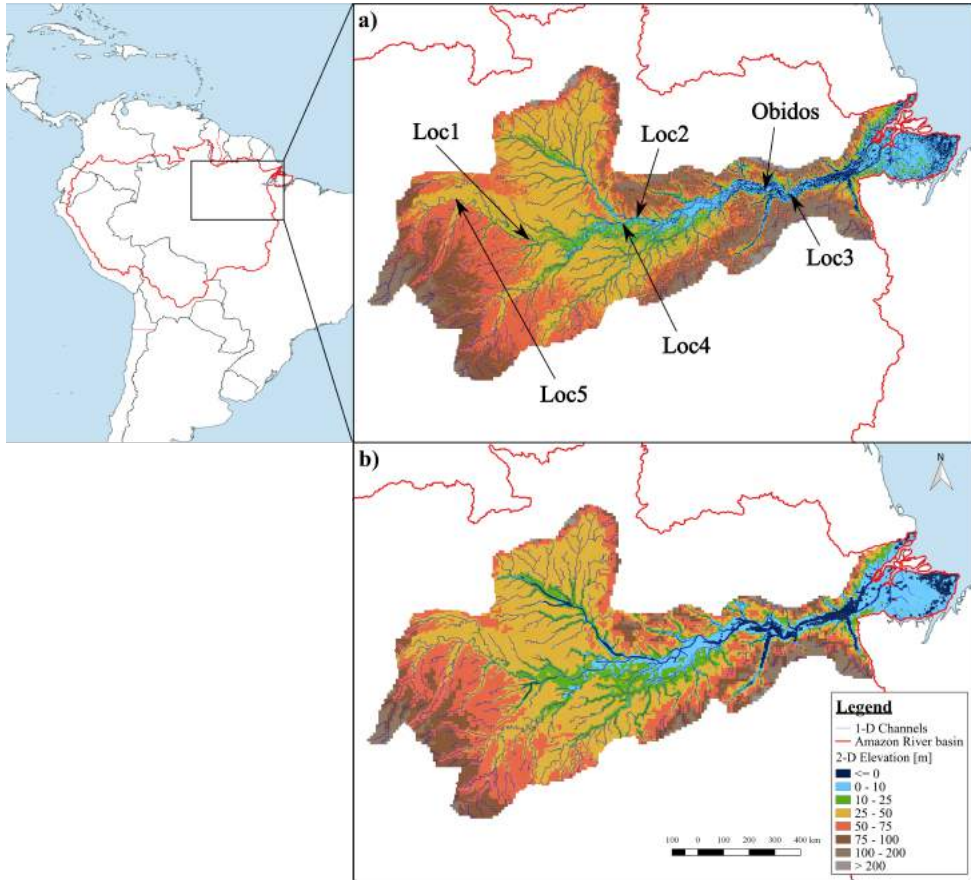 a)
Loc1
Loc2
Obidos
Loc3
Loc4
Loc5
b)
N
Legend
1-D Channels
Amazon River basin
2-D Elevation [m]
<= 0
0 - 10
10 - 25
25 - 50
50 - 75
75 - 100
100 - 200
> 200
100 0 100 200 300 400 km